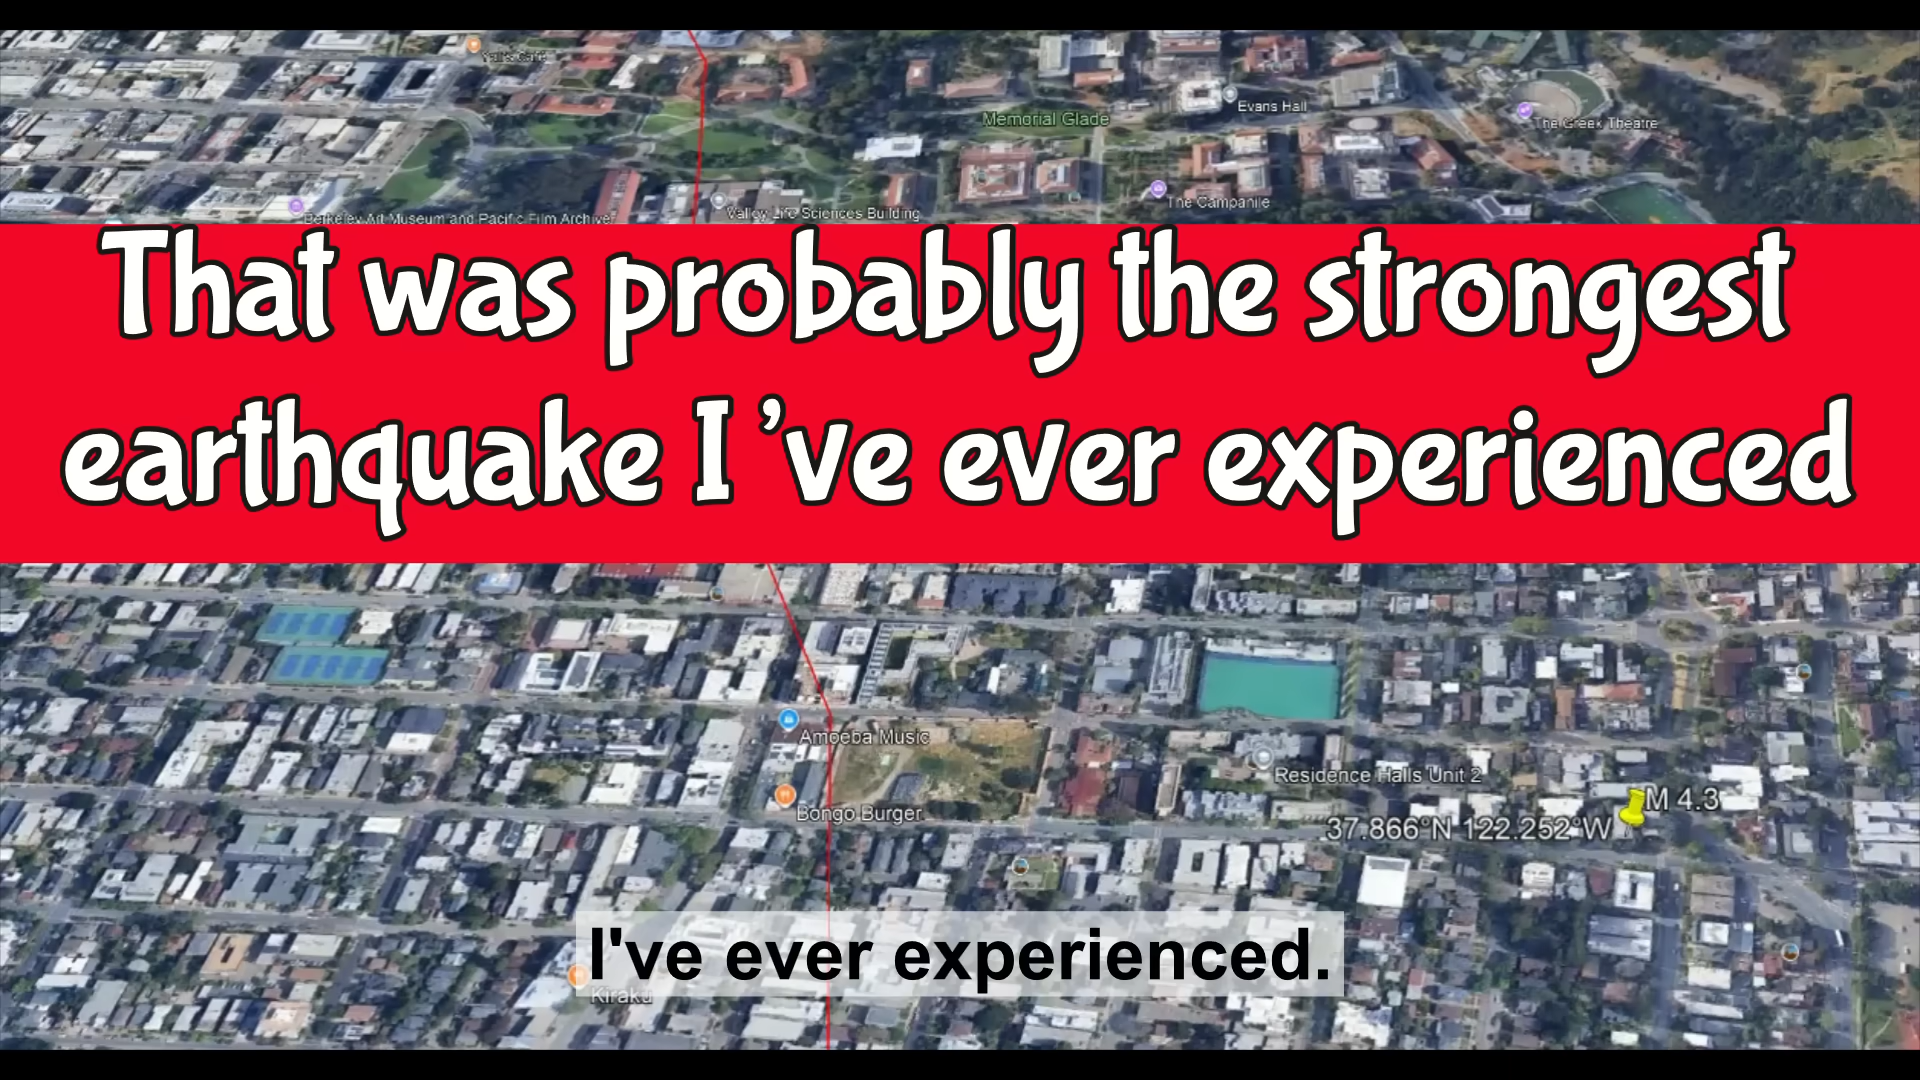 Yali's Cafe
Evans Hall
Memorial Glade
The Greek Theatre
The Campanile
Berkeley Art Museum and Pacific Film Archive
Valley Life Sciences Building
That was probably the strongest
earthquake I've ever experienced
Amoeba Music
Residence Halls Unit 2
M 4.3
Bongo Burger
37.866°N 122.252°W
I've ever experienced.
Kiraku